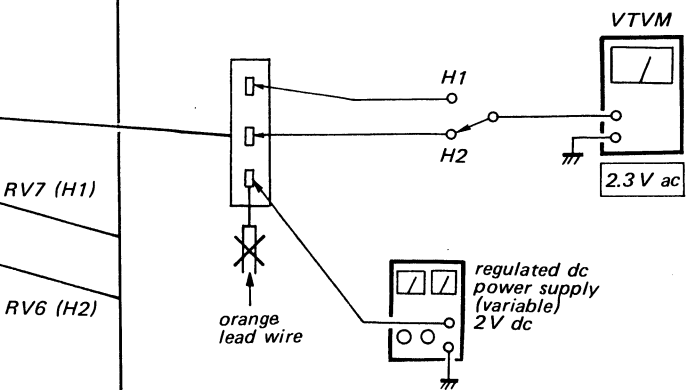 VTVM
H1
H2
2.3 V ac
RV7 (H1)
RV6 (H2)
orange
lead wire
regulated dc
power supply
(variable)
2 V dc